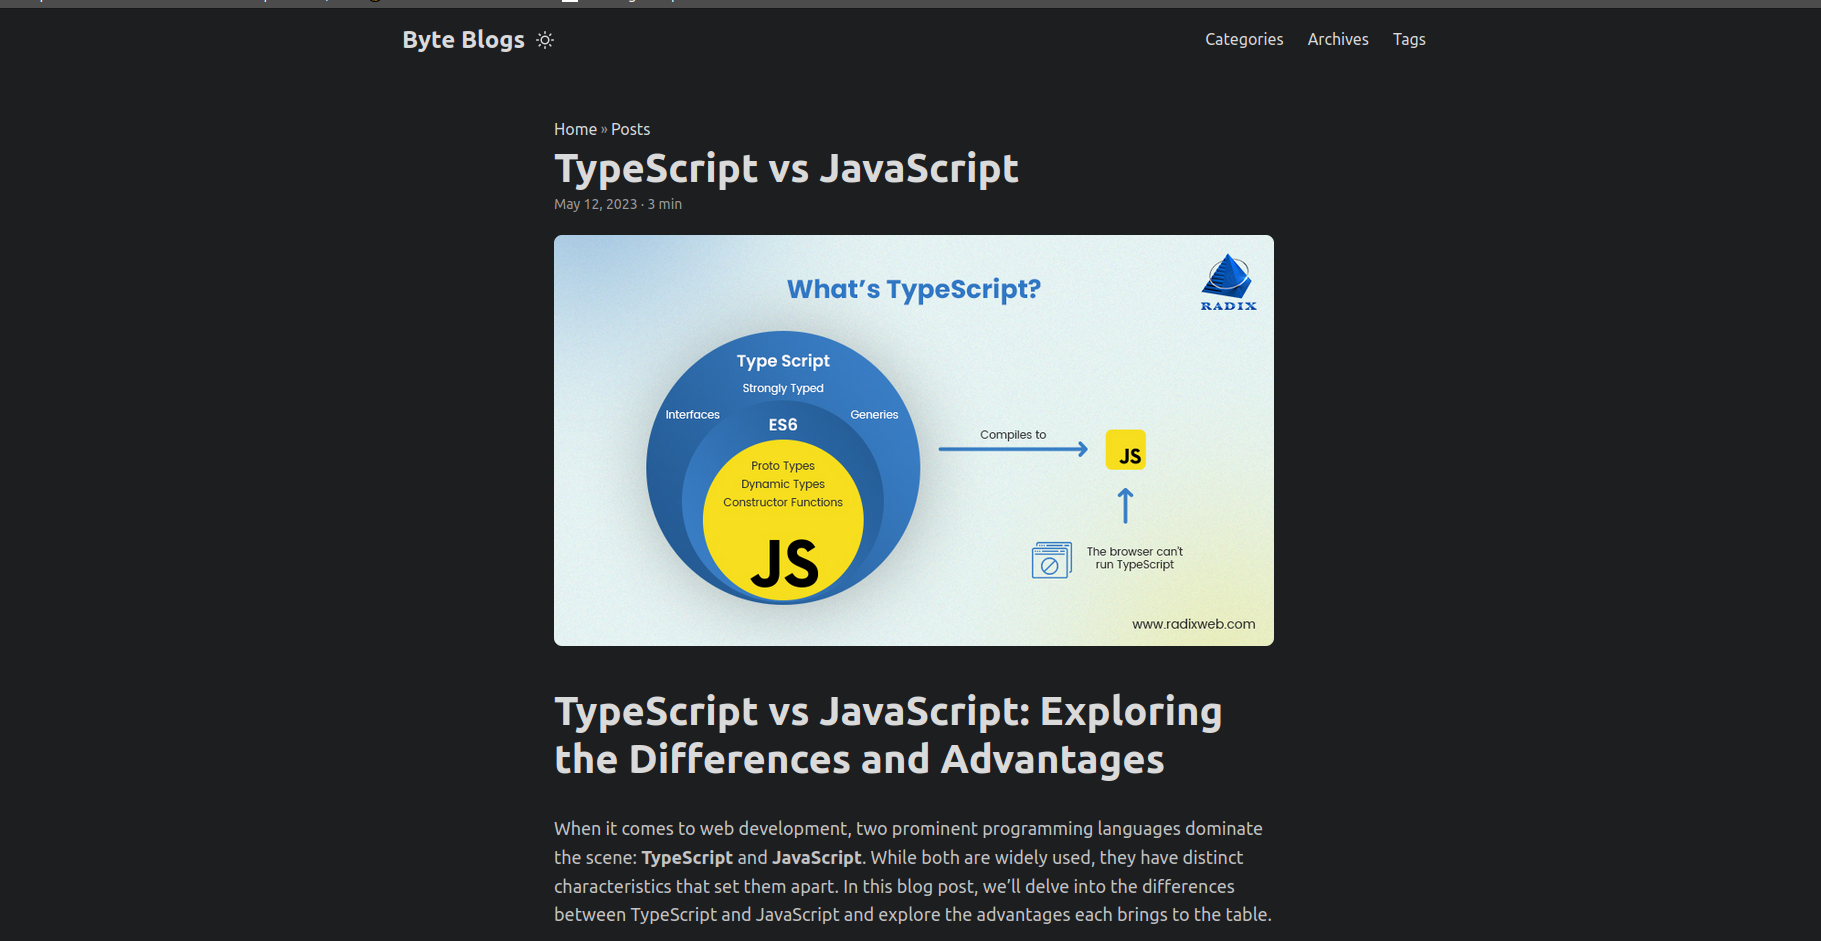 Byte Blogs
Categories Archives Tags
Home » Posts
TypeScript vs JavaScript
May 12, 2023 · 3 min
What's TypeScript?
RADIX
Type Script
Strongly Typed
Interfaces
Generies
ES6
Proto Types
Dynamic Types
Constructor Functions
JS
Compiles to
JS
The browser can't
run TypeScript
www.radixweb.com
TypeScript vs JavaScript: Exploring
the Differences and Advantages
When it comes to web development, two prominent programming languages dominate
the scene: TypeScript and JavaScript. While both are widely used, they have distinct
characteristics that set them apart. In this blog post, we’ll delve into the differences
between TypeScript and JavaScript and explore the advantages each brings to the table.